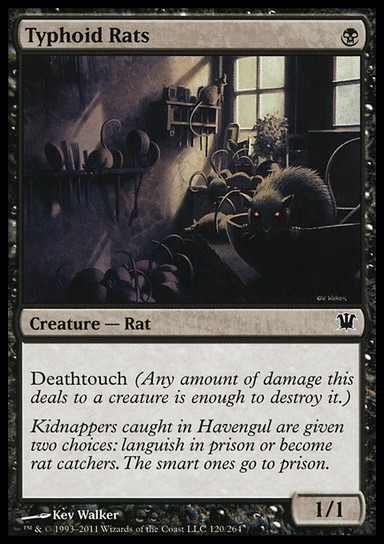 Typhoid Rats
KEV WALKER
Creature — Rat
Deathtouch (Any amount of damage this
deals to a creature is enough to destroy it.)
Kidnappers caught in Havengul are given
two choices: languish in prison or become
rat catchers. The smart ones go to prison.
Kev Walker
1/1
™ & © 1993–2011 Wizards of the Coast LLC 120/264